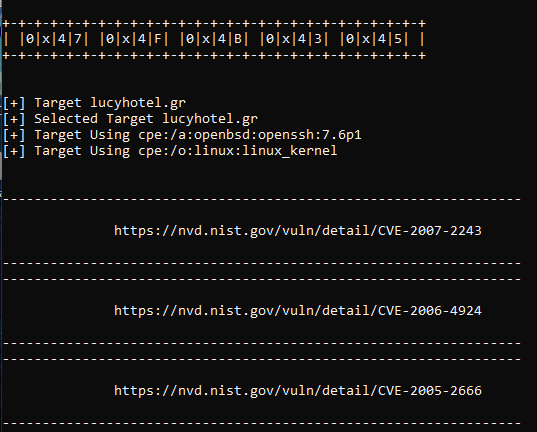 +-+-+-+-+-+-+-+-+-+-+-+-+-+-+-+-+-+-+-+-+-+-+-+-+-+-+
| |0|x|4|7| |0|x|4|F| |0|x|4|B| |0|x|4|3| |0|x|4|5| |
+-+-+-+-+-+-+-+-+-+-+-+-+-+-+-+-+-+-+-+-+-+-+-+-+-+-+
[+] Target lucyhotel.gr
[+] Selected Target lucyhotel.gr
[+] Target Using cpe:/a:openbsd:openssh:7.6p1
[+] Target Using cpe:/o:linux:linux_kernel
-----------------------------------------------------------------
https://nvd.nist.gov/vuln/detail/CVE-2007-2243
-----------------------------------------------------------------
-----------------------------------------------------------------
https://nvd.nist.gov/vuln/detail/CVE-2006-4924
-----------------------------------------------------------------
-----------------------------------------------------------------
https://nvd.nist.gov/vuln/detail/CVE-2005-2666
-----------------------------------------------------------------